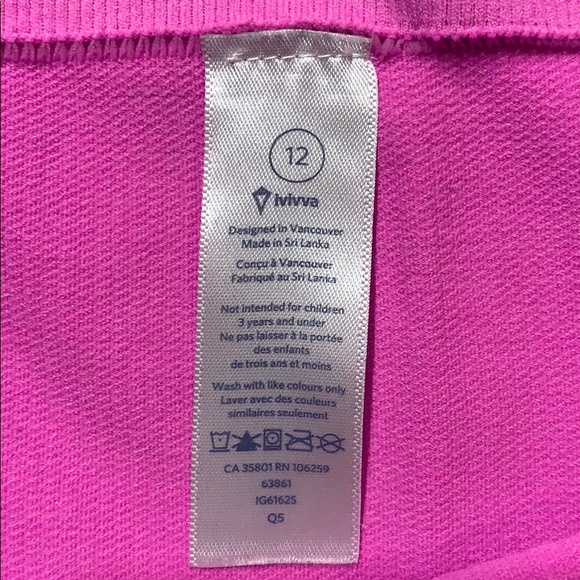 12
ivivva
Designed in Vancouver
Made in Sri Lanka
Conçu à Vancouver
Fabriqué au Sri Lanka
Not intended for children
3 years and under
Ne pas laisser à la portée
des enfants
de trois ans et moins
Wash with like colours only
Laver avec des couleurs
similaires seulement
CA 35801 RN 106259
63861
IG6162S
Q5